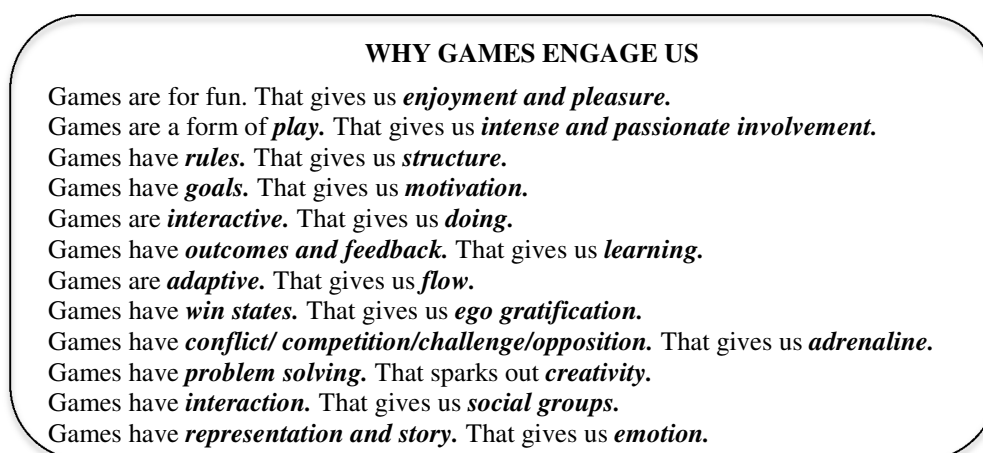 WHY GAMES ENGAGE US
Games are for fun. That gives us enjoyment and pleasure.
Games are a form of play. That gives us intense and passionate involvement.
Games have rules. That gives us structure.
Games have goals. That gives us motivation.
Games are interactive. That gives us doing.
Games have outcomes and feedback. That gives us learning.
Games are adaptive. That gives us flow.
Games have win states. That gives us ego gratification.
Games have conflict/ competition/challenge/opposition. That gives us adrenaline.
Games have problem solving. That sparks out creativity.
Games have interaction. That gives us social groups.
Games have representation and story. That gives us emotion.